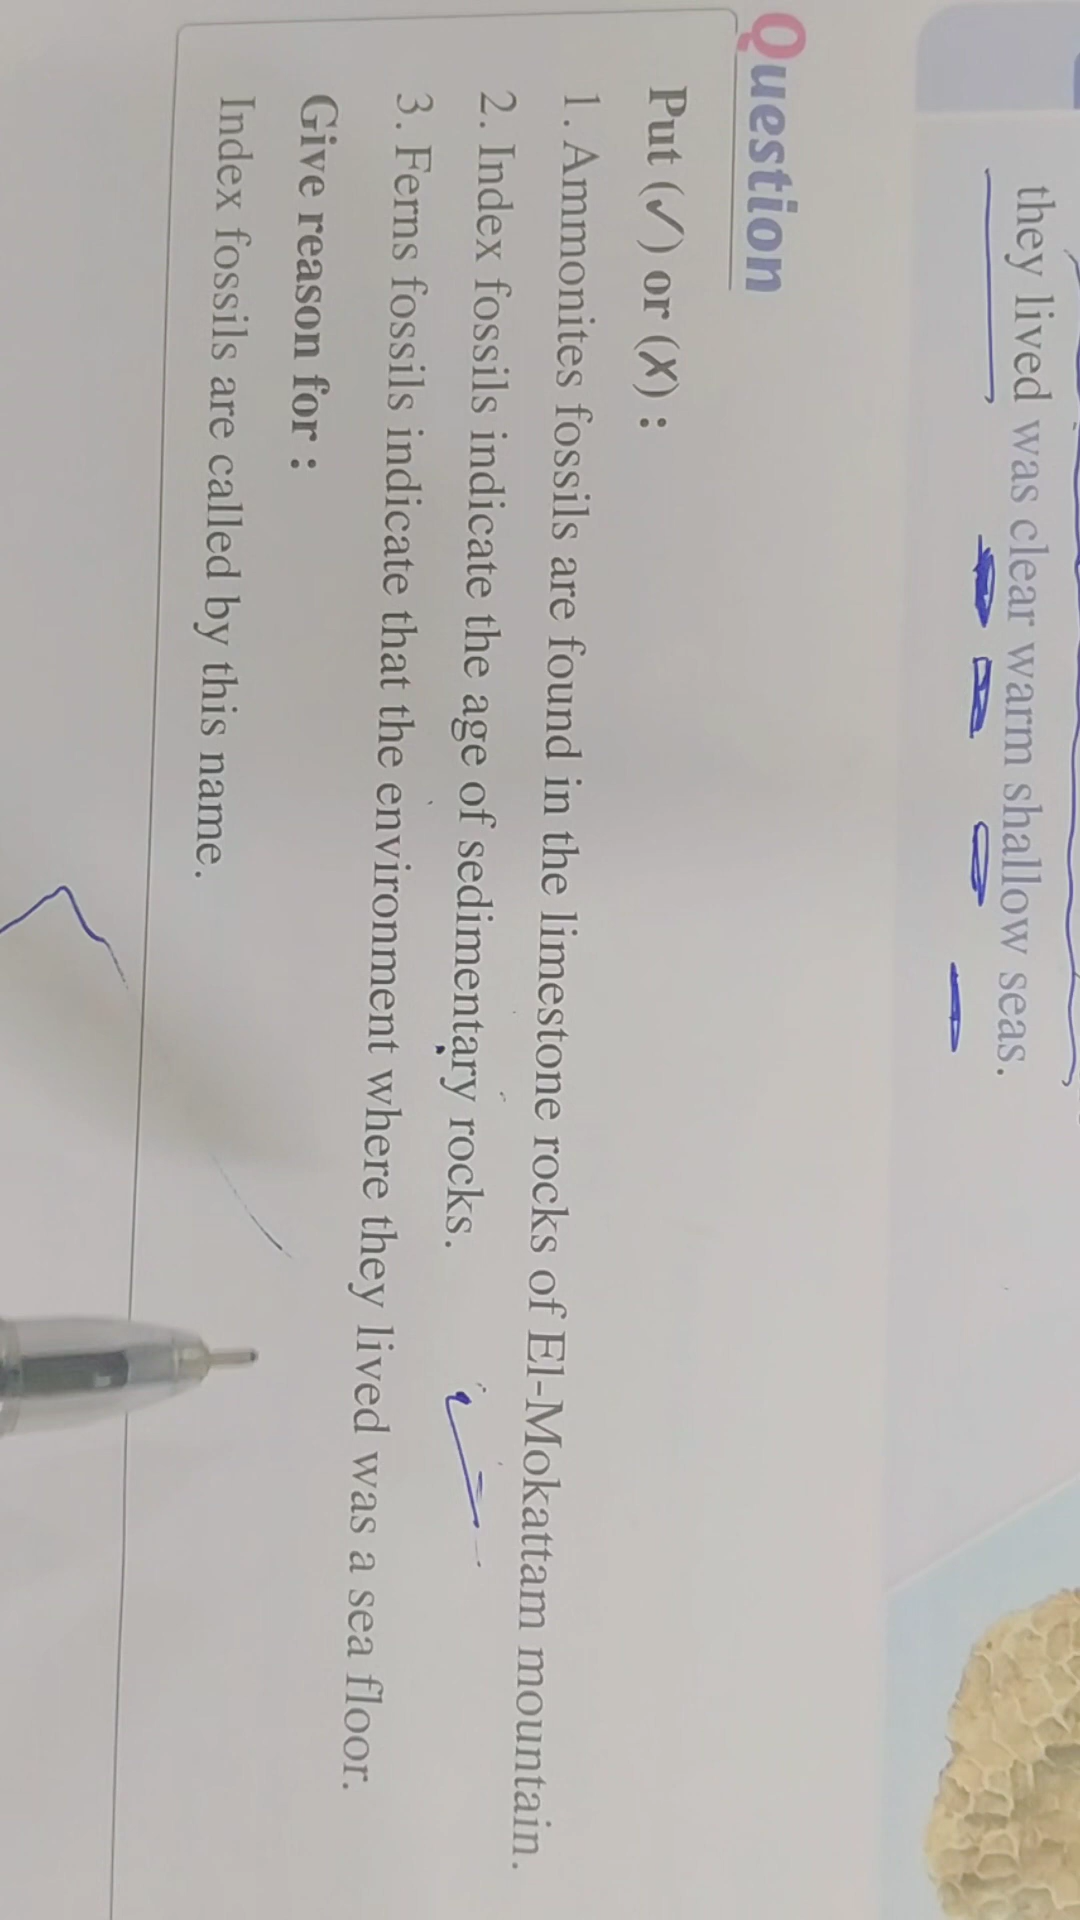 they lived was clear warm shallow seas.
Question
Put (✓) or (X) :
1. Ammonites fossils are found in the limestone rocks of El-Mokattam mountain.
2. Index fossils indicate the age of sedimentary rocks.
3. Ferns fossils indicate that the environment where they lived was a sea floor.
Give reason for :
Index fossils are called by this name.